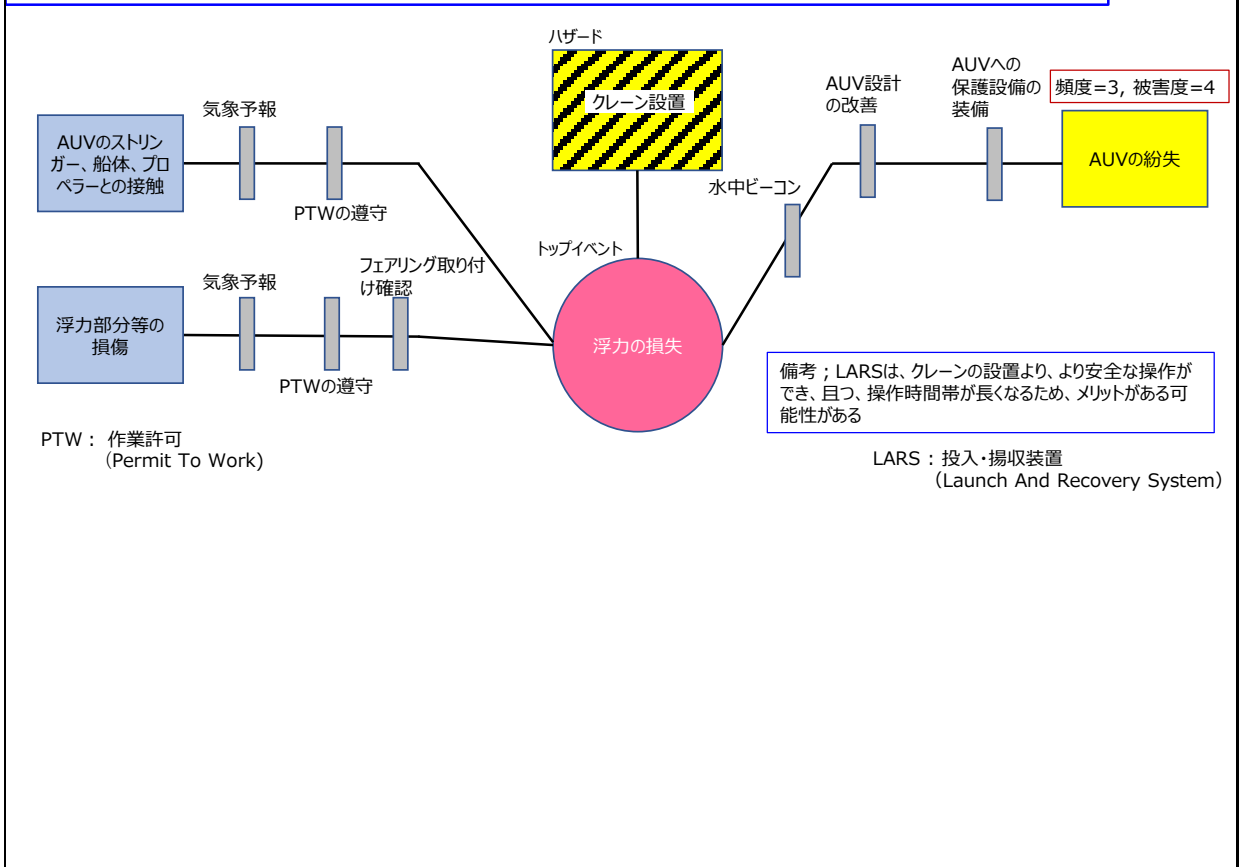 ハザード
クレーン設置
気象予報
AUVのストリン
ガー、船体、プロ
ペラーとの接触
PTWの遵守
気象予報
フェアリング取り付
け確認
浮力部分等の
損傷
PTWの遵守
トップイベント
浮力の損失
水中ビーコン
AUV設計
の改善
AUVへの
保護設備の
装備
頻度=3, 被害度=4
AUVの紛失
備考 ; LARSは、クレーンの設置より、より安全な操作が
でき、且つ、操作時間帯が長くなるため、メリットがある可
能性がある
PTW : 作業許可
(Permit To Work)
LARS : 投入・揚収装置
(Launch And Recovery System)